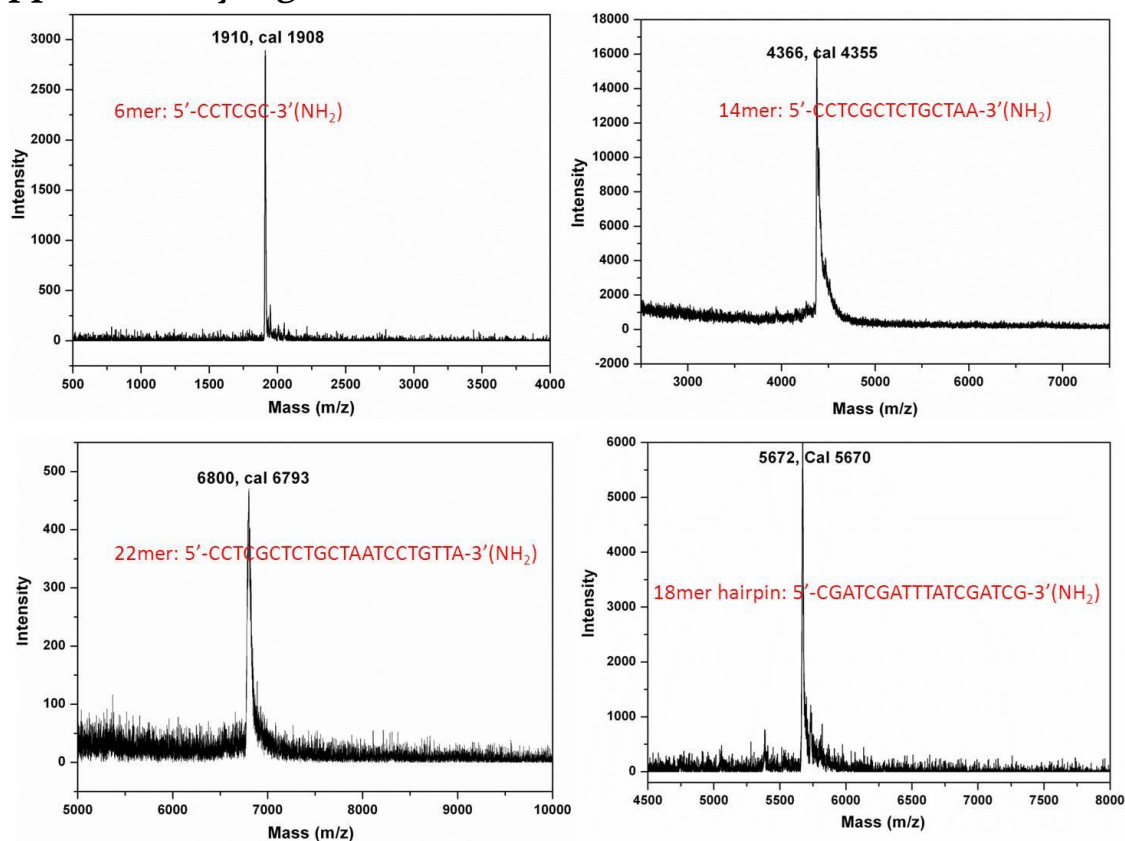 3000
2500
2000
1500
1000
500
0
Intensity
1910, cal 1908
6mer: 5’-CCTCGC-3’(NH2)
500 1000 1500 2000 2500 3000 3500 4000
Mass (m/z)
18000
16000
14000
12000
10000
8000
6000
4000
2000
0
-2000
Intensity
4366, cal 4355
14mer: 5’-CCTCGCTCTGCTAA-3’(NH2)
3000 4000 5000 6000 7000
Mass (m/z)
500
400
300
200
100
0
Intensity
6800, cal 6793
22mer: 5’-CCTCGCTCTGCTAATCCTGTTA-3’(NH2)
5000 6000 7000 8000 9000 10000
Mass (m/z)
6000
5000
4000
3000
2000
1000
0
Intensity
5672, Cal 5670
18mer hairpin: 5’-CGATCGATTTATCGATCG-3’(NH2)
4500 5000 5500 6000 6500 7000 7500 8000
Mass (m/z)